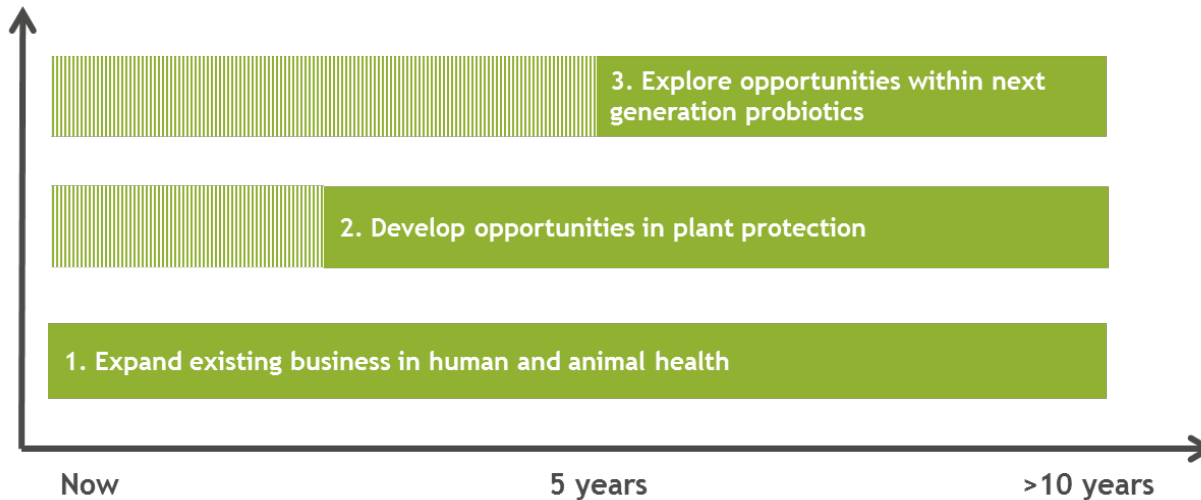 3. Explore opportunities within next
generation probiotics
2. Develop opportunities in plant protection
1. Expand existing business in human and animal health
Now
5 years
>10 years